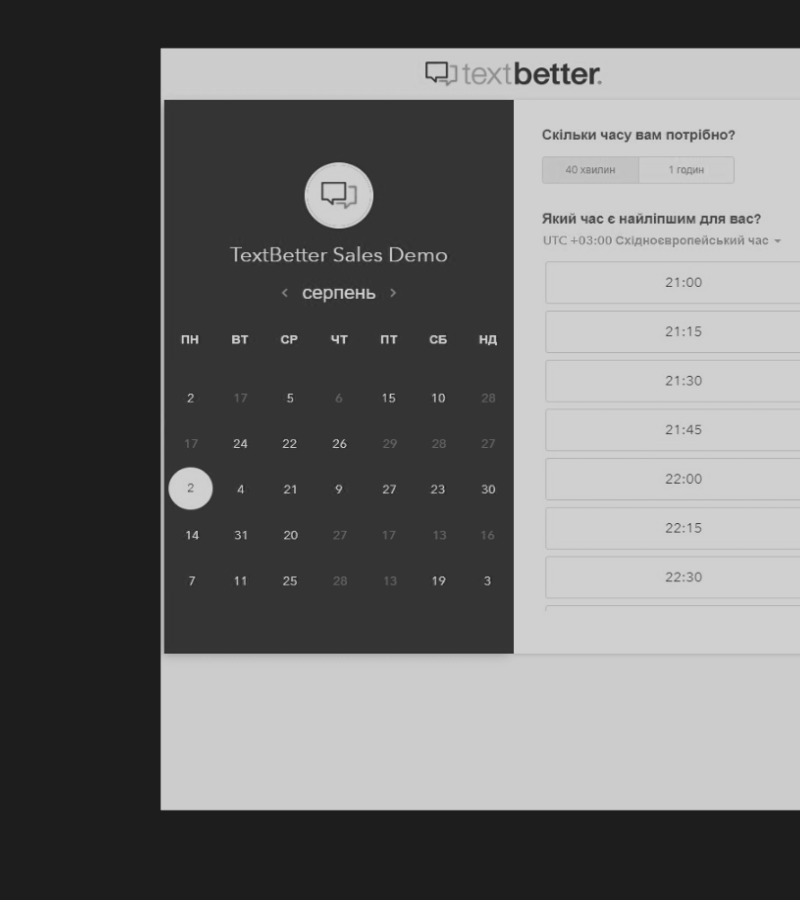 textbetter.
TextBetter Sales Demo
< серпень >
ПН ВТ СР ЧТ ПТ СБ НД
2 17 5 6 15 10 28
17 24 22 26 29 28 27
2 4 21 9 27 23 30
14 31 20 27 17 13 16
7 11 25 28 13 19 3
Скільки часу вам потрібно?
40 хвилин 1 годин
Який час є найліпшим для вас?
UTC +03:00 Східноєвропейський час
21:00
21:15
21:30
21:45
22:00
22:15
22:30